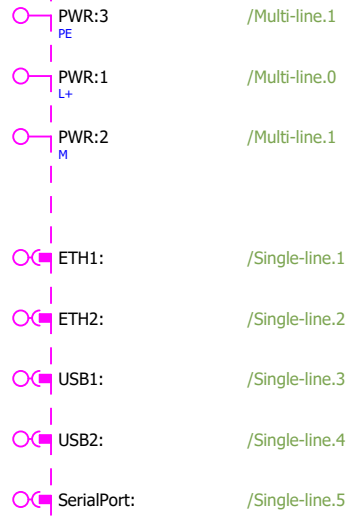 PWR:3 /Multi-line.1
PE
PWR:1 /Multi-line.0
L+
PWR:2 /Multi-line.1
M
ETH1: /Single-line.1
ETH2: /Single-line.2
USB1: /Single-line.3
USB2: /Single-line.4
SerialPort: /Single-line.5